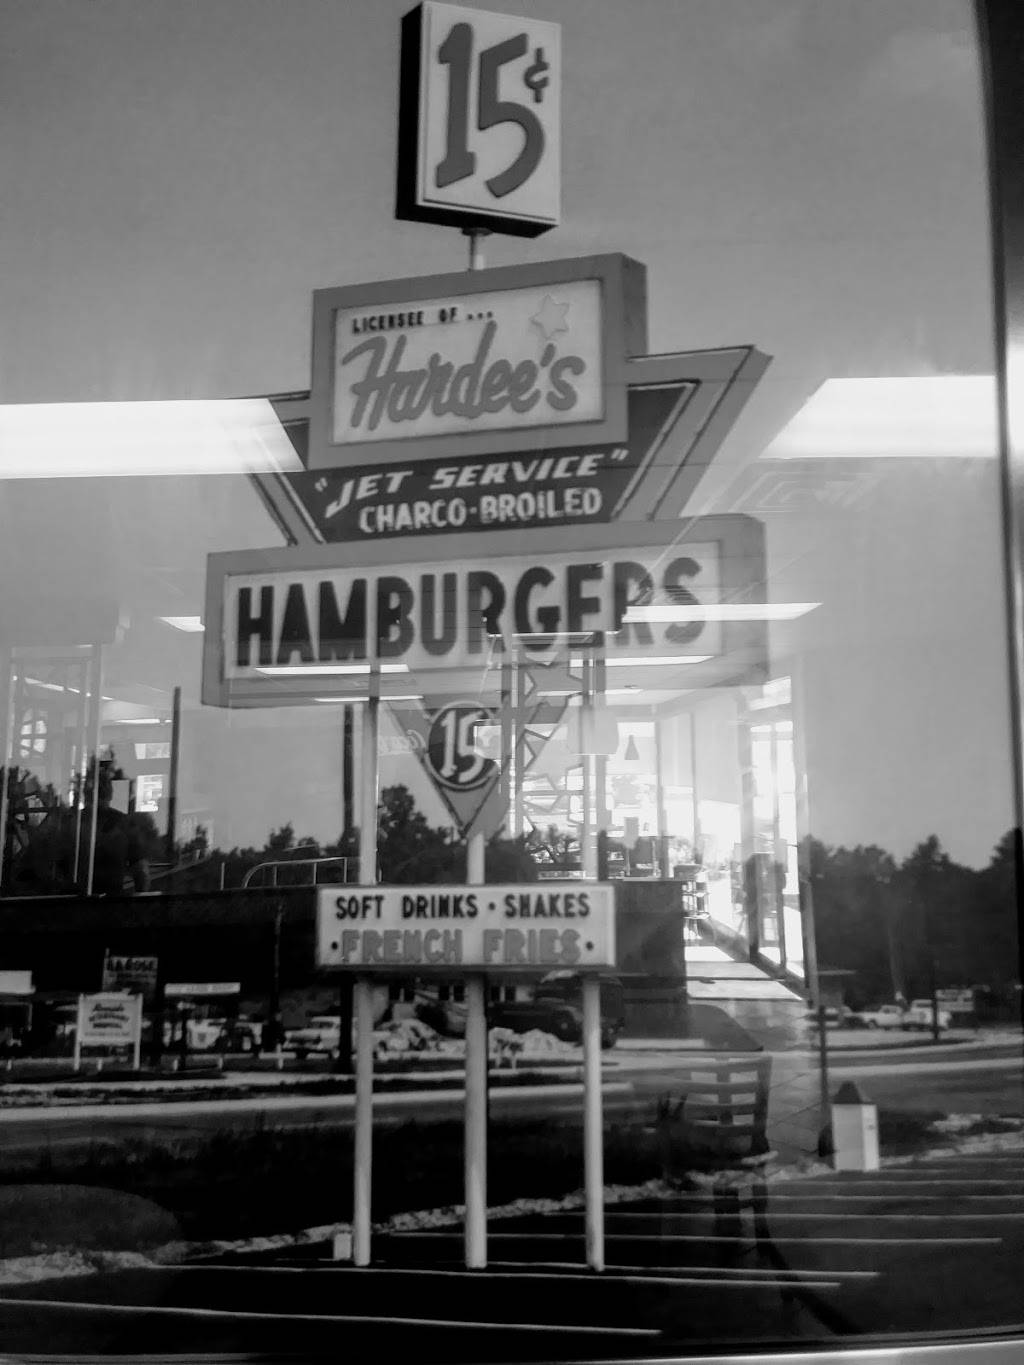 15¢
LICENSEE OF...
Hardee's
"JET SERVICE"
CHARCO-BROILED
HAMBURGERS
15¢
SOFT DRINKS • SHAKES
•FRENCH FRIES•